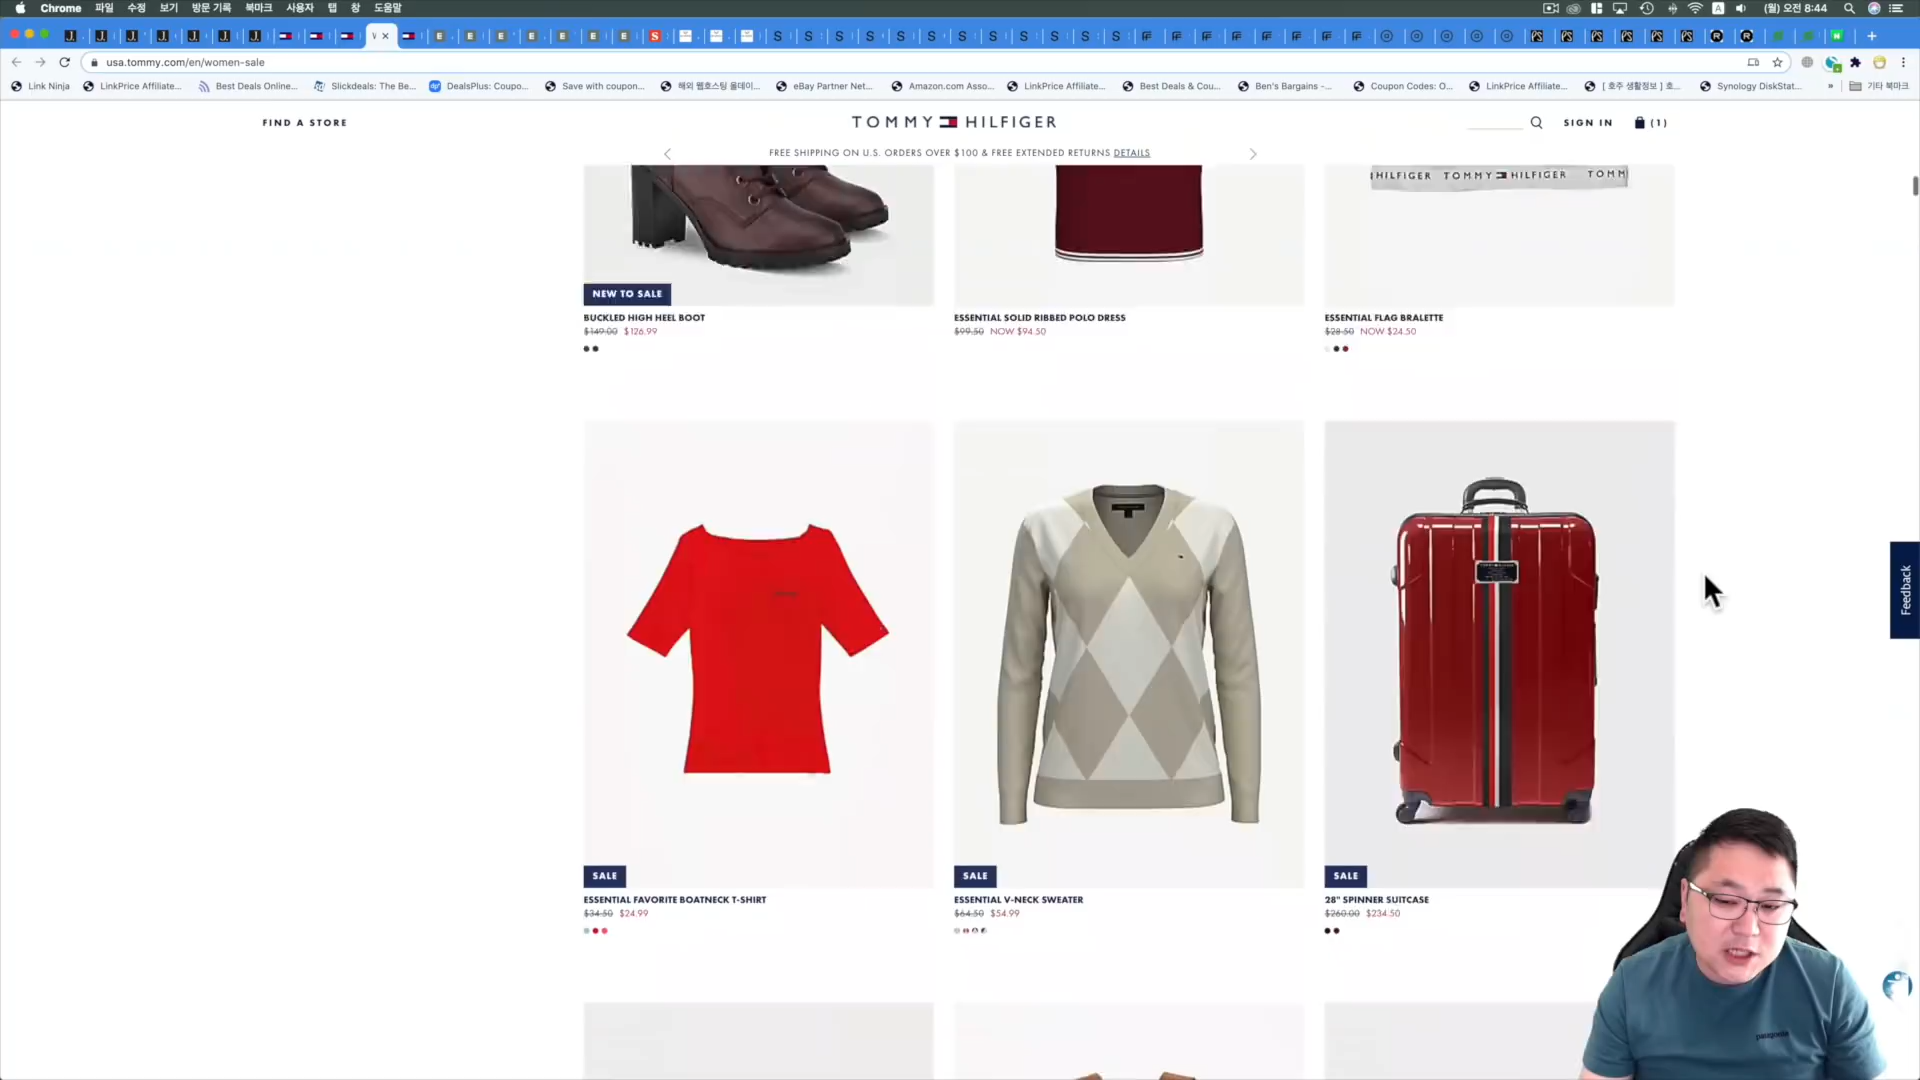 Chrome 파일 수정 보기 방문 기록 북마크 사용자 탭 창 도움말
(월) 오전 8:44
usa.tommy.com/en/women-sale
Link Ninja LinkPrice Affiliate... Best Deals Online... Slickdeals: The Be... DealsPlus: Coupo... Save with coupon... 해외 웹호스팅 올데이... eBay Partner Net... Amazon.com Asso... LinkPrice Affiliate... Best Deals & Cou... Ben's Bargains -... Coupon Codes: O... LinkPrice Affiliate... [ 호주 생활정보 ] 호... Synology DiskStat... » 기타 북마크
FIND A STORE
TOMMY HILFIGER
SIGN IN
(1)
FREE SHIPPING ON U.S. ORDERS OVER $100 & FREE EXTENDED RETURNS DETAILS
HILFIGER TOMMY HILFIGER TOMM
NEW TO SALE
BUCKLED HIGH HEEL BOOT
$149.00 $126.99
ESSENTIAL SOLID RIBBED POLO DRESS
$99.50 NOW $94.50
ESSENTIAL FLAG BRALETTE
$28.50 NOW $24.50
Feedback
SALE
ESSENTIAL FAVORITE BOATNECK T-SHIRT
$34.50 $24.99
SALE
ESSENTIAL V-NECK SWEATER
$64.50 $54.99
SALE
28" SPINNER SUITCASE
$260.00 $234.50
patagonia